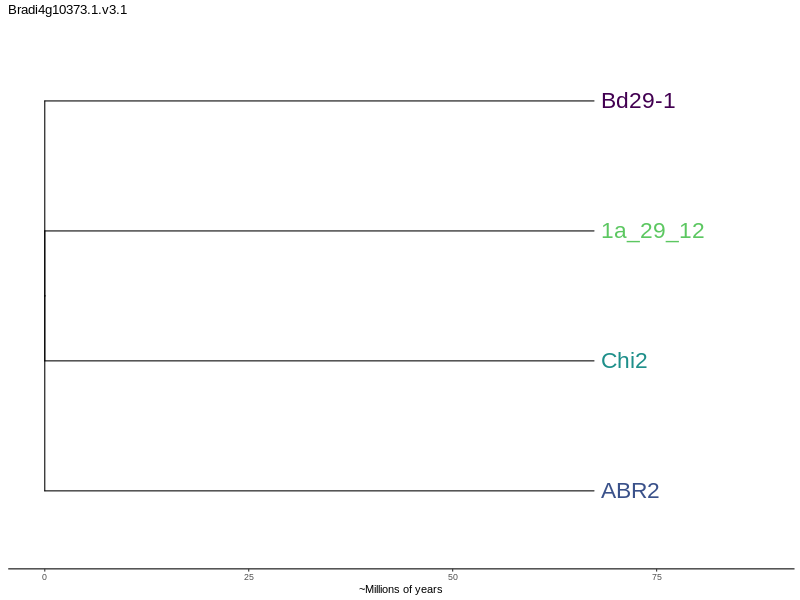 Bradi4g10373.1.v3.1
Bd29-1
1a_29_12
Chi2
ABR2
0 25 50 75
~Millions of years